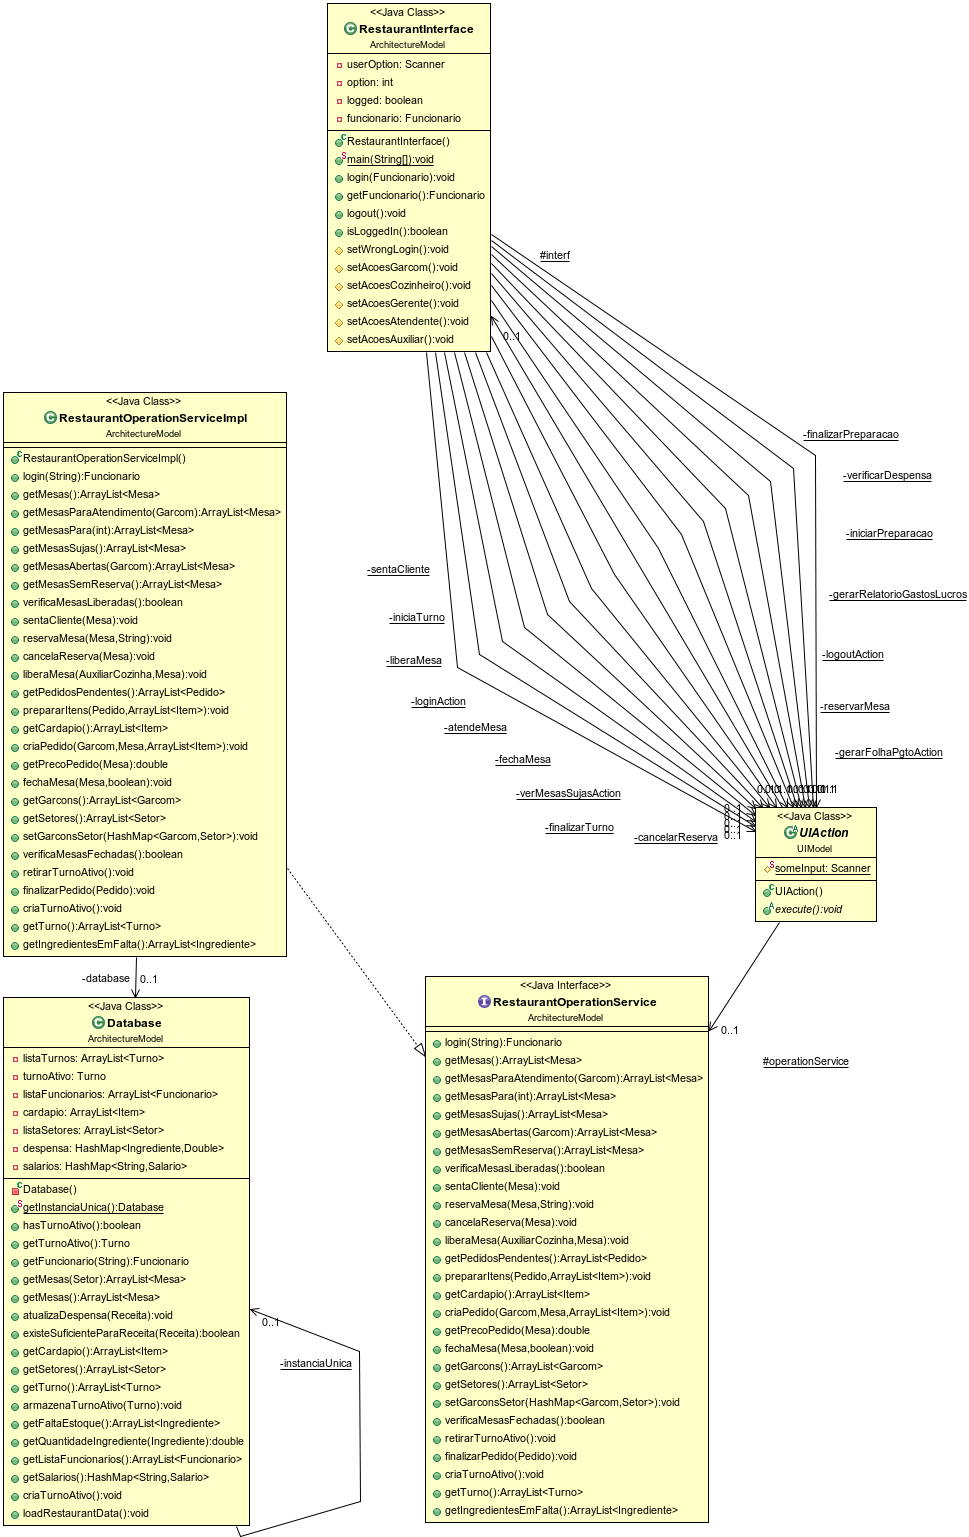 <<Java Class>>
RestaurantInterface
ArchitectureModel
userOption: Scanner
option: int
logged: boolean
funcionario: Funcionario
RestaurantInterface()
main(String[]):void
login(Funcionario):void
getFuncionario():Funcionario
logout():void
isLoggedIn():boolean
setWrongLogin():void
setAcoesGarcom():void
setAcoesCozinheiro():void
setAcoesGerente():void
setAcoesAtendente():void
setAcoesAuxiliar():void
#interf
0..1
<<Java Class>>
RestaurantOperationServiceImpl
ArchitectureModel
RestaurantOperationServiceImpl()
login(String):Funcionario
getMesas():ArrayList<Mesa>
getMesasParaAtendimento(Garcom):ArrayList<Mesa>
getMesasPara(int):ArrayList<Mesa>
getMesasSujas():ArrayList<Mesa>
getMesasAbertas(Garcom):ArrayList<Mesa>
getMesasSemReserva():ArrayList<Mesa>
verificaMesasLiberadas():boolean
sentaCliente(Mesa):void
reservaMesa(Mesa,String):void
cancelaReserva(Mesa):void
liberaMesa(AuxiliarCozinha,Mesa):void
getPedidosPendentes():ArrayList<Pedido>
prepararItens(Pedido,ArrayList<Item>):void
getCardapio():ArrayList<Item>
criaPedido(Garcom,Mesa,ArrayList<Item>):void
getPrecoPedido(Mesa):double
fechaMesa(Mesa,boolean):void
getGarcons():ArrayList<Garcom>
getSetores():ArrayList<Setor>
setGarconsSetor(HashMap<Garcom,Setor>):void
verificaMesasFechadas():boolean
retirarTurnoAtivo():void
finalizarPedido(Pedido):void
criaTurnoAtivo():void
getTurno():ArrayList<Turno>
getIngredientesEmFalta():ArrayList<Ingrediente>
-finalizarPreparacao
-verificarDespensa
-iniciarPreparacao
-sentaCliente
-gerarRelatorioGastosLucros
-iniciaTurno
-logoutAction
-liberaMesa
-loginAction
-reservarMesa
-atendeMesa
-gerarFolhaPgtoAction
-fechaMesa
-verMesasSujasAction
-finalizarTurno
-cancelarReserva
0..1
0..1
0..1
0..1
<<Java Class>>
UIAction
UIModel
someInput: Scanner
UIAction()
execute():void
-database
0..1
<<Java Class>>
Database
ArchitectureModel
listaTurnos: ArrayList<Turno>
turnoAtivo: Turno
listaFuncionarios: ArrayList<Funcionario>
cardapio: ArrayList<Item>
listaSetores: ArrayList<Setor>
despensa: HashMap<Ingrediente,Double>
salarios: HashMap<String,Salario>
Database()
getInstanciaUnica():Database
hasTurnoAtivo():boolean
getTurnoAtivo():Turno
getFuncionario(String):Funcionario
getMesas(Setor):ArrayList<Mesa>
getMesas():ArrayList<Mesa>
atualizaDespensa(Receita):void
existeSuficienteParaReceita(Receita):boolean
getCardapio():ArrayList<Item>
getSetores():ArrayList<Setor>
getTurno():ArrayList<Turno>
armazenaTurnoAtivo(Turno):void
getFaltaEstoque():ArrayList<Ingrediente>
getQuantidadeIngrediente(Ingrediente):double
getListaFuncionarios():ArrayList<Funcionario>
getSalarios():HashMap<String,Salario>
criaTurnoAtivo():void
loadRestaurantData():void
0..1
-instanciaUnica
<<Java Interface>>
RestaurantOperationService
ArchitectureModel
login(String):Funcionario
getMesas():ArrayList<Mesa>
getMesasParaAtendimento(Garcom):ArrayList<Mesa>
getMesasPara(int):ArrayList<Mesa>
getMesasSujas():ArrayList<Mesa>
getMesasAbertas(Garcom):ArrayList<Mesa>
getMesasSemReserva():ArrayList<Mesa>
verificaMesasLiberadas():boolean
sentaCliente(Mesa):void
reservaMesa(Mesa,String):void
cancelaReserva(Mesa):void
liberaMesa(AuxiliarCozinha,Mesa):void
getPedidosPendentes():ArrayList<Pedido>
prepararItens(Pedido,ArrayList<Item>):void
getCardapio():ArrayList<Item>
criaPedido(Garcom,Mesa,ArrayList<Item>):void
getPrecoPedido(Mesa):double
fechaMesa(Mesa,boolean):void
getGarcons():ArrayList<Garcom>
getSetores():ArrayList<Setor>
setGarconsSetor(HashMap<Garcom,Setor>):void
verificaMesasFechadas():boolean
retirarTurnoAtivo():void
finalizarPedido(Pedido):void
criaTurnoAtivo():void
getTurno():ArrayList<Turno>
getIngredientesEmFalta():ArrayList<Ingrediente>
0..1
#operationService